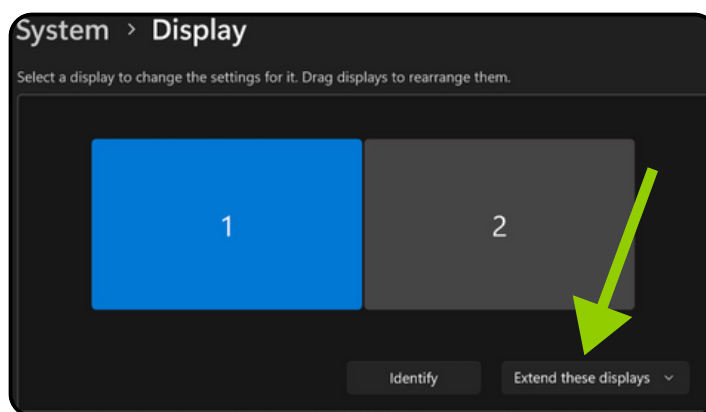 System > Display
Select a display to change the settings for it. Drag displays to rearrange them.
1
2
Identify
Extend these displays